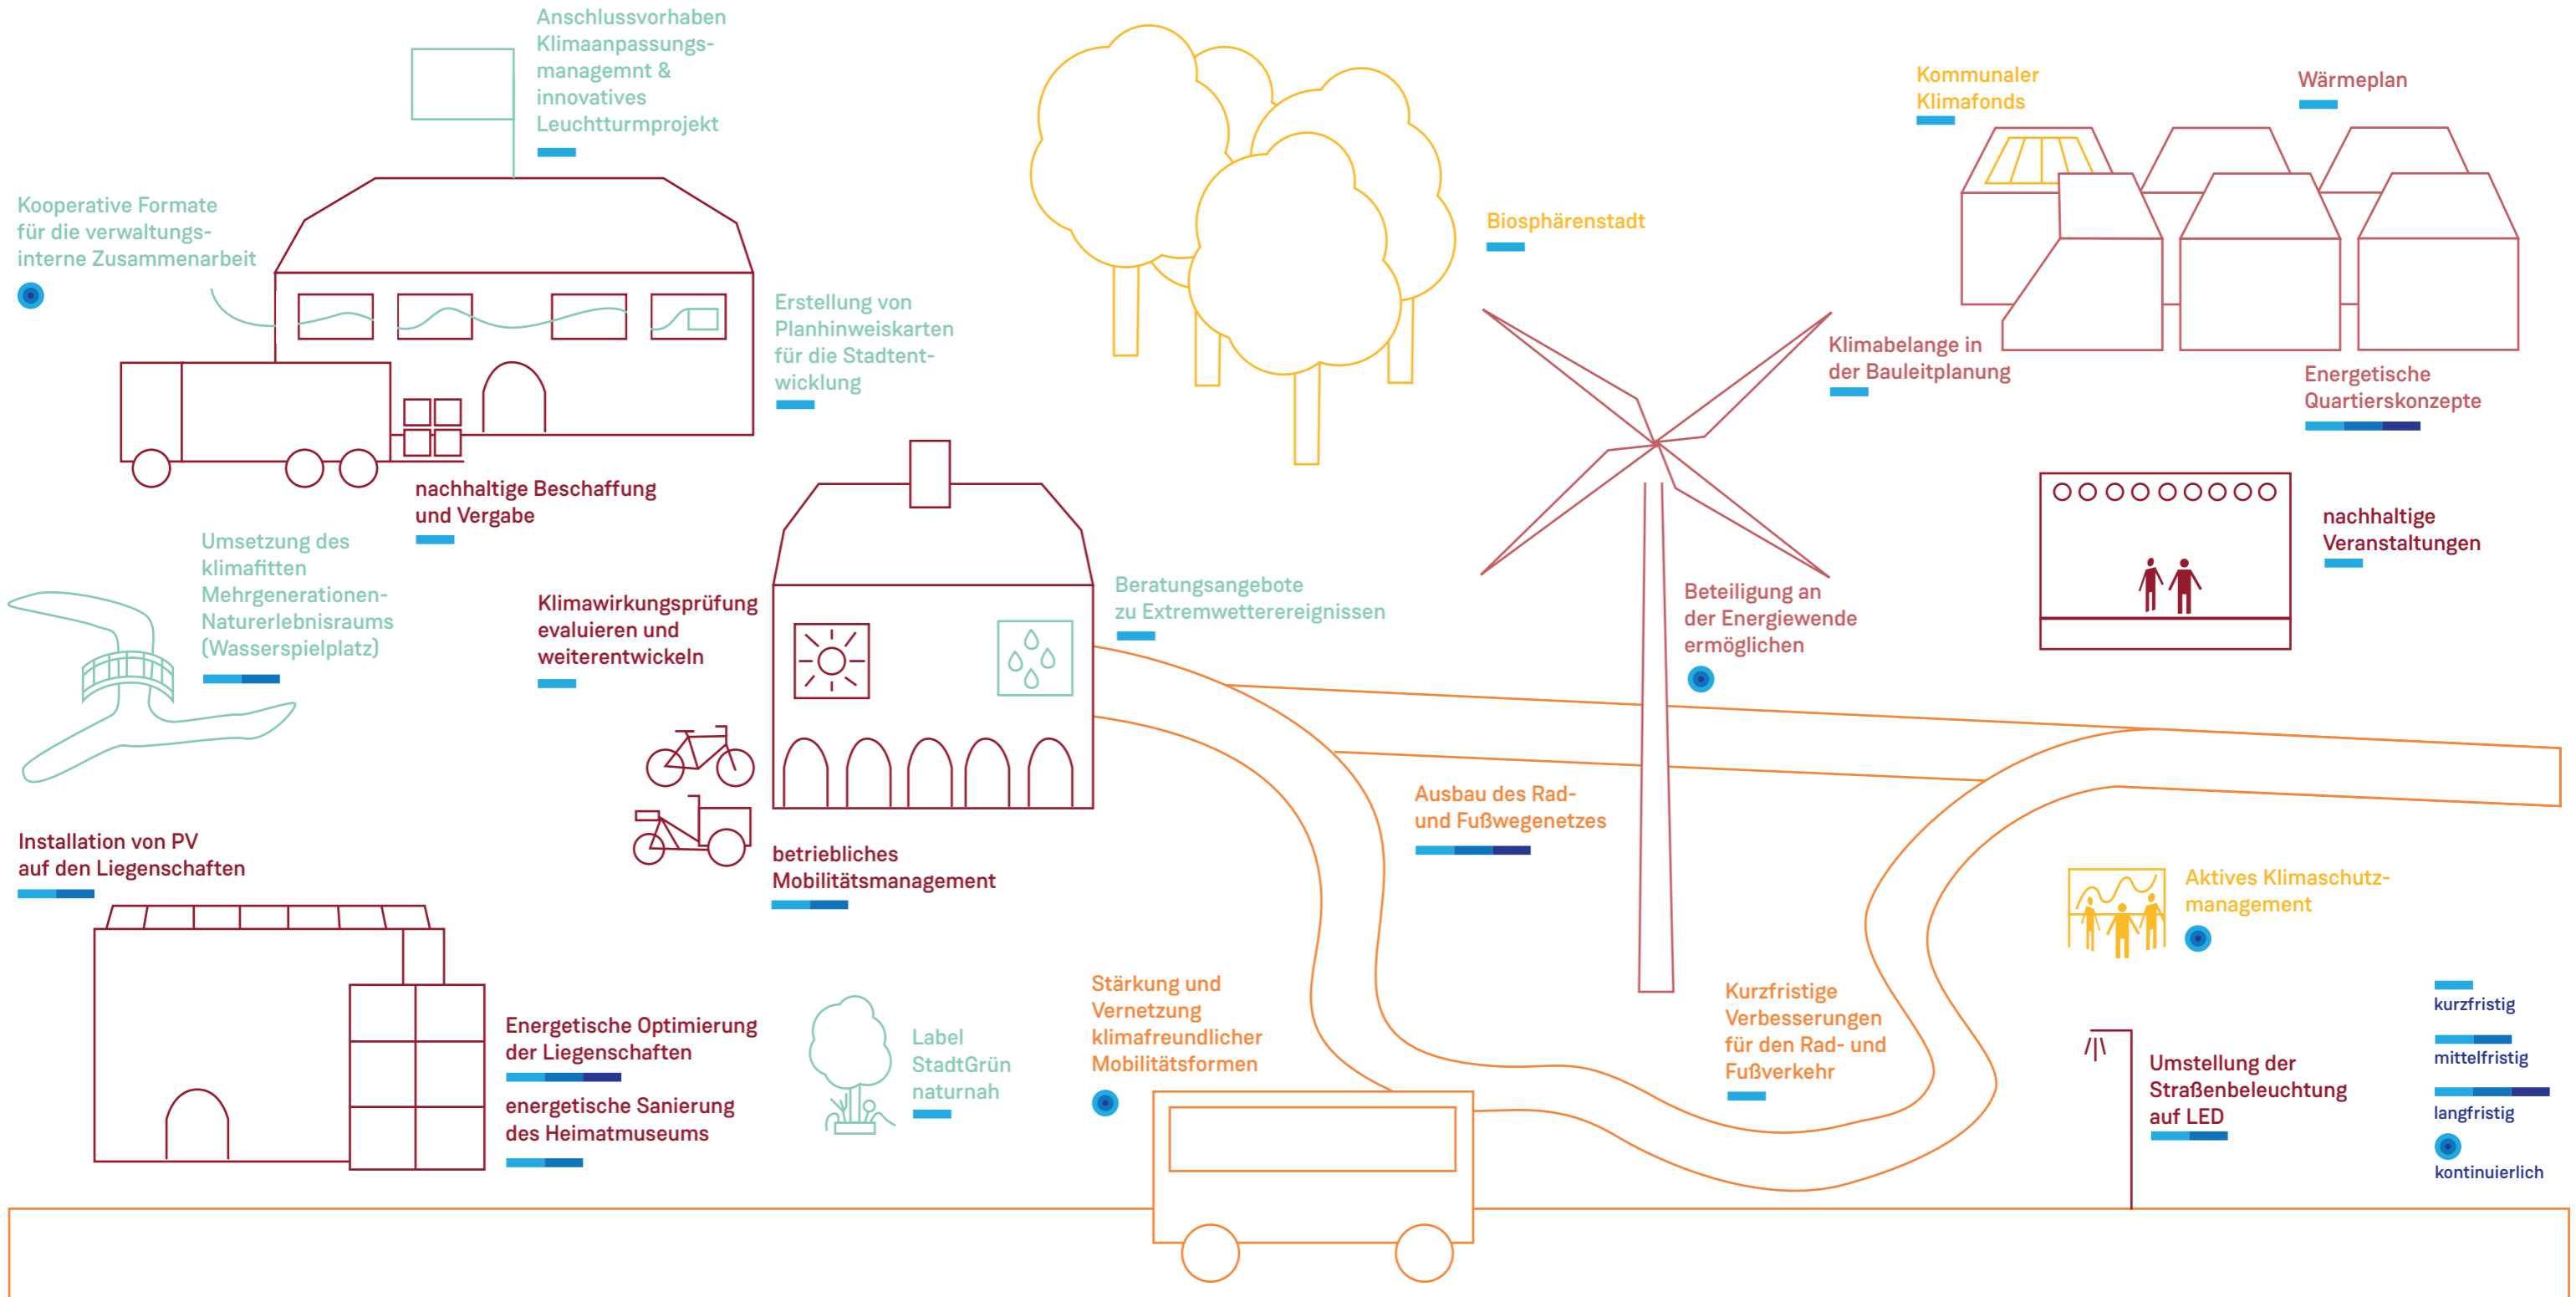 Anschlussvorhaben
Klimaanpassungs-
managemnt &
innovatives
Leuchtturmprojekt
Kooperative Formate
für die verwaltungs-
interne Zusammenarbeit
Erstellung von
Planhinweiskarten
für die Stadtent-
wicklung
nachhaltige Beschaffung
und Vergabe
Biosphärenstadt
Kommunaler
Klimafonds
Wärmeplan
Klimabelange in
der Bauleitplanung
Energetische
Quartierskonzepte
nachhaltige
Veranstaltungen
Umsetzung des
klimafitten
Mehrgenerationen-
Naturerlebnisraums
(Wasserspielplatz)
Klimawirkungsprüfung
evaluieren und
weiterentwickeln
Beratungsangebote
zu Extremwetterereignissen
Beteiligung an
der Energiewende
ermöglichen
Installation von PV
auf den Liegenschaften
betriebliches
Mobilitätsmanagement
Ausbau des Rad-
und Fußwegenetzes
Aktives Klimaschutz-
management
Energetische Optimierung
der Liegenschaften
energetische Sanierung
des Heimatmuseums
Label
StadtGrün
naturnah
Stärkung und
Vernetzung
klimafreundlicher
Mobilitätsformen
Kurzfristige
Verbesserungen
für den Rad- und
Fußverkehr
Umstellung der
Straßenbeleuchtung
auf LED
kurzfristig
mittelfristig
langfristig
kontinuierlich